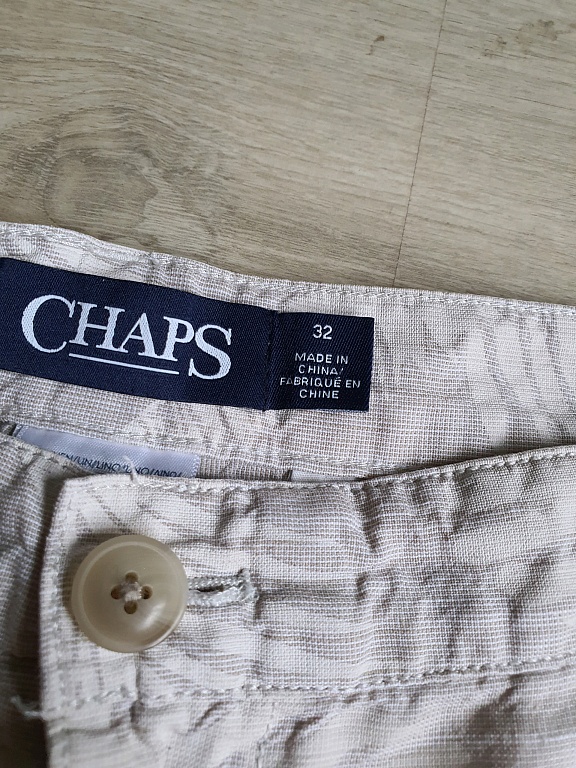 CHAPS
32
MADE IN
CHINA/
FABRIQUÉ EN
CHINE